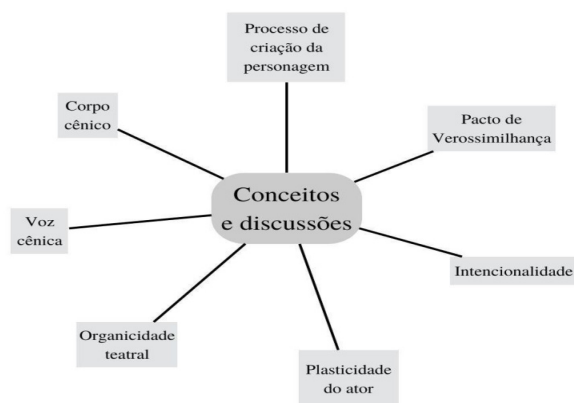 Processo de
criação da
personagem
Corpo
cênico
Pacto de
Verossimilhança
Conceitos
e discussões
Voz
cênica
Intencionalidade
Organicidade
teatral
Plasticidade
do ator